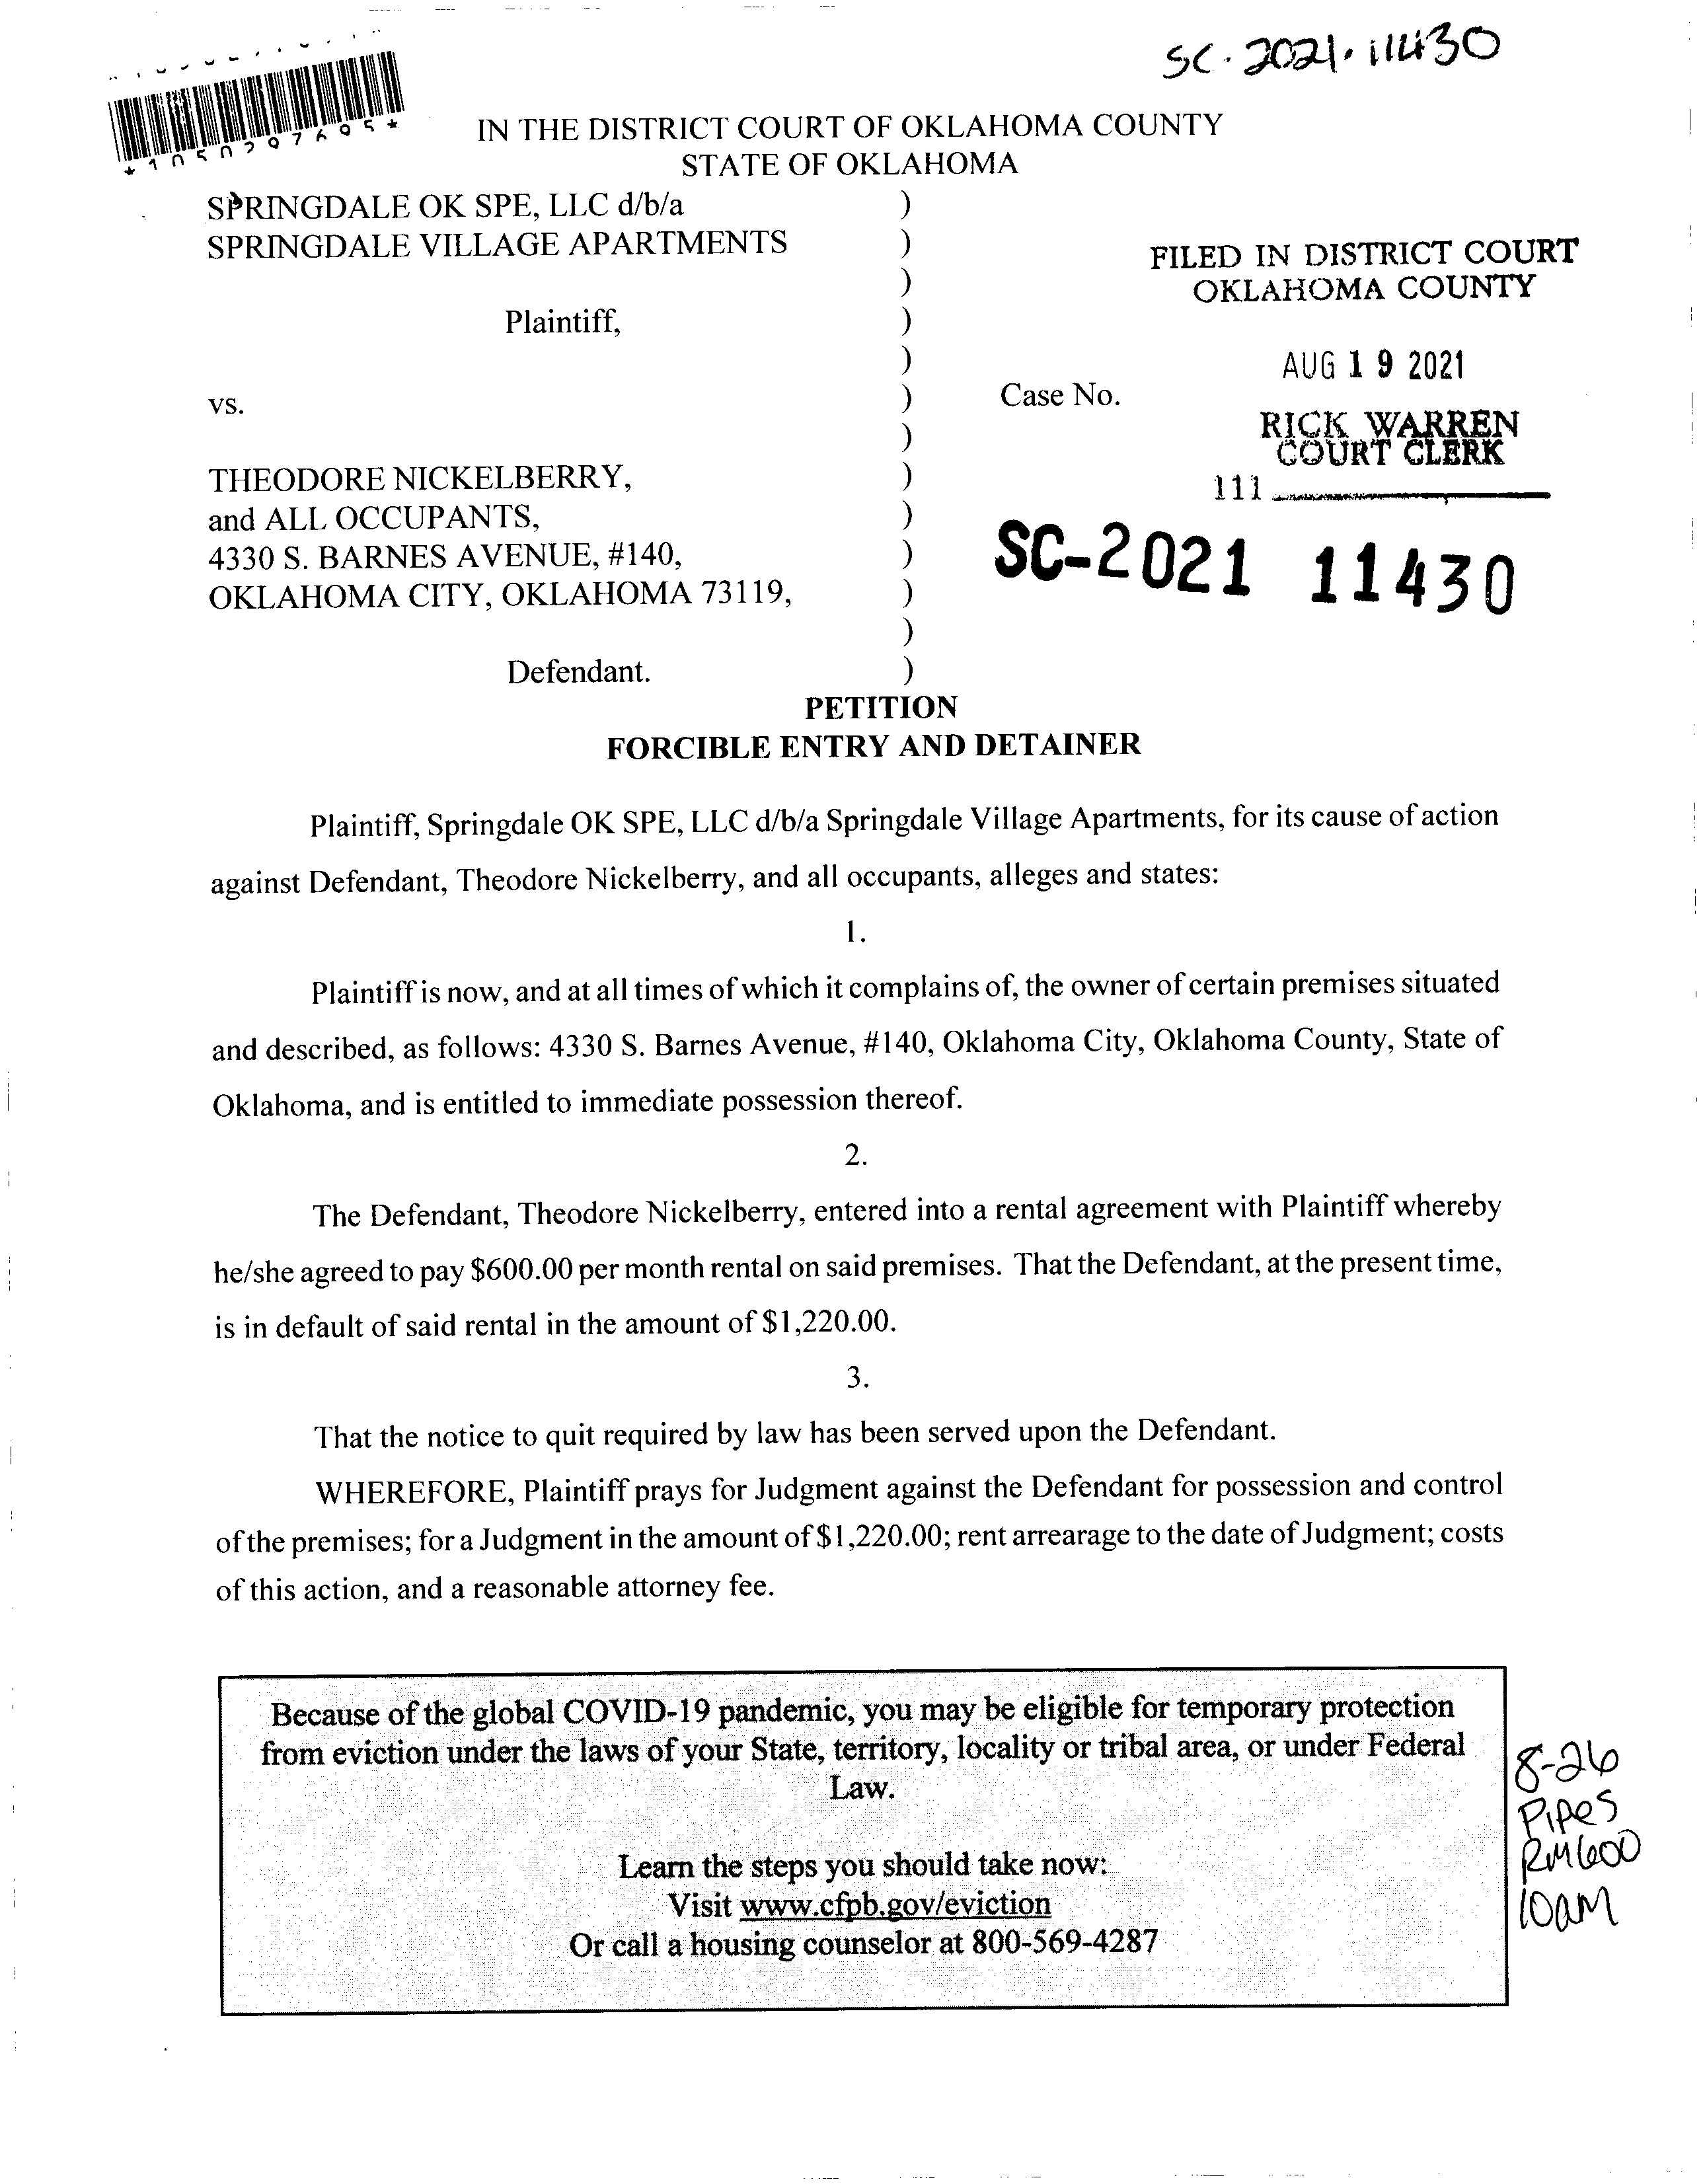 SC-2021-11430
IN THE DISTRICT COURT OF OKLAHOMA COUNTY
STATE OF OKLAHOMA
SPRINGDALE OK SPE, LLC d/b/a )
SPRINGDALE VILLAGE APARTMENTS )
)
Plaintiff, )
)
vs. )
)
THEODORE NICKELBERRY, )
and ALL OCCUPANTS, )
4330 S. BARNES AVENUE, #140, )
OKLAHOMA CITY, OKLAHOMA 73119, )
)
Defendant. )
FILED IN DISTRICT COURT
OKLAHOMA COUNTY
AUG 19 2021
Case No.
RICK WARREN
COURT CLERK
111
SC-2021 11430
PETITION
FORCIBLE ENTRY AND DETAINER
Plaintiff, Springdale OK SPE, LLC d/b/a Springdale Village Apartments, for its cause of action
against Defendant, Theodore Nickelberry, and all occupants, alleges and states:
1.
Plaintiff is now, and at all times of which it complains of, the owner of certain premises situated
and described, as follows: 4330 S. Barnes Avenue, #140, Oklahoma City, Oklahoma County, State of
Oklahoma, and is entitled to immediate possession thereof.
2.
The Defendant, Theodore Nickelberry, entered into a rental agreement with Plaintiff whereby
he/she agreed to pay $600.00 per month rental on said premises. That the Defendant, at the present time,
is in default of said rental in the amount of $1,220.00.
3.
That the notice to quit required by law has been served upon the Defendant.
WHEREFORE, Plaintiff prays for Judgment against the Defendant for possession and control
of the premises; for a Judgment in the amount of $1,220.00; rent arrearage to the date of Judgment; costs
of this action, and a reasonable attorney fee.
Because of the global COVID-19 pandemic, you may be eligible for temporary protection
from eviction under the laws of your State, territory, locality or tribal area, or under Federal
Law.
Learn the steps you should take now:
Visit www.cfpb.gov/eviction
Or call a housing counselor at 800-569-4287
8-26
Pipes
RM600
10am